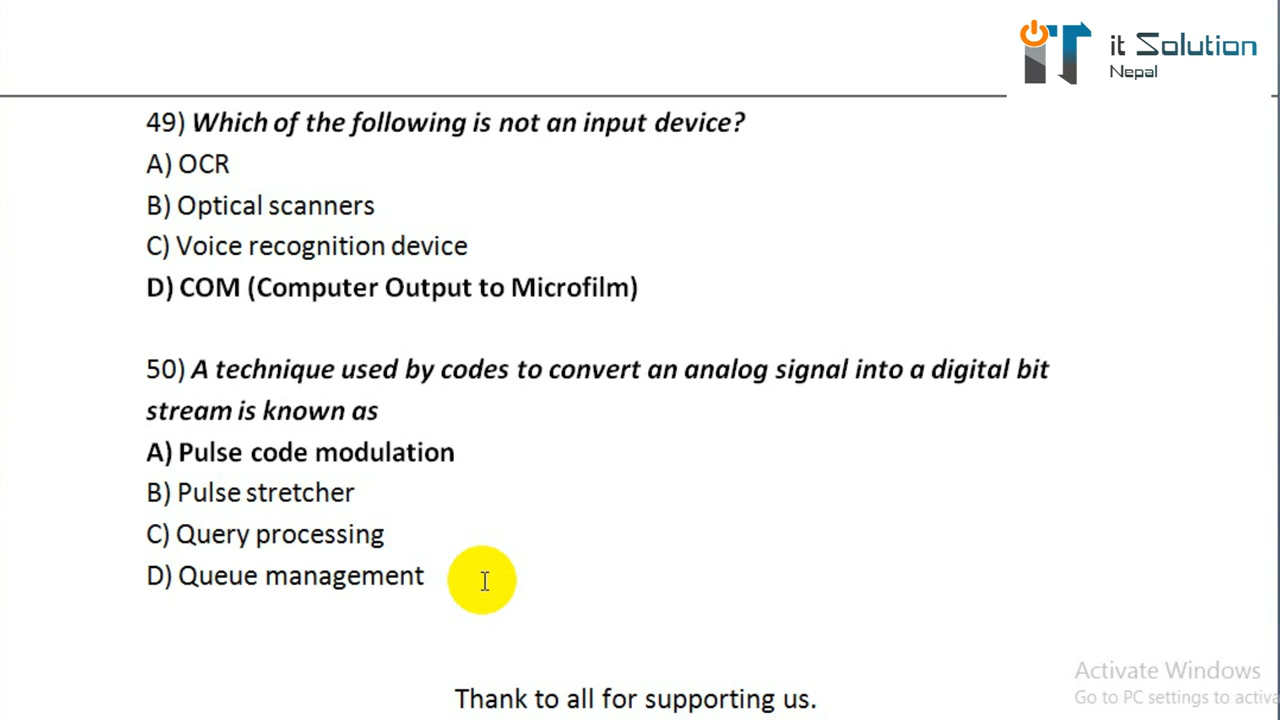 it Solution
Nepal
49) Which of the following is not an input device?
A) OCR
B) Optical scanners
C) Voice recognition device
D) COM (Computer Output to Microfilm)
50) A technique used by codes to convert an analog signal into a digital bit
stream is known as
A) Pulse code modulation
B) Pulse stretcher
C) Query processing
D) Queue management
Activate Windows
Go to PC settings to activa
Thank to all for supporting us.